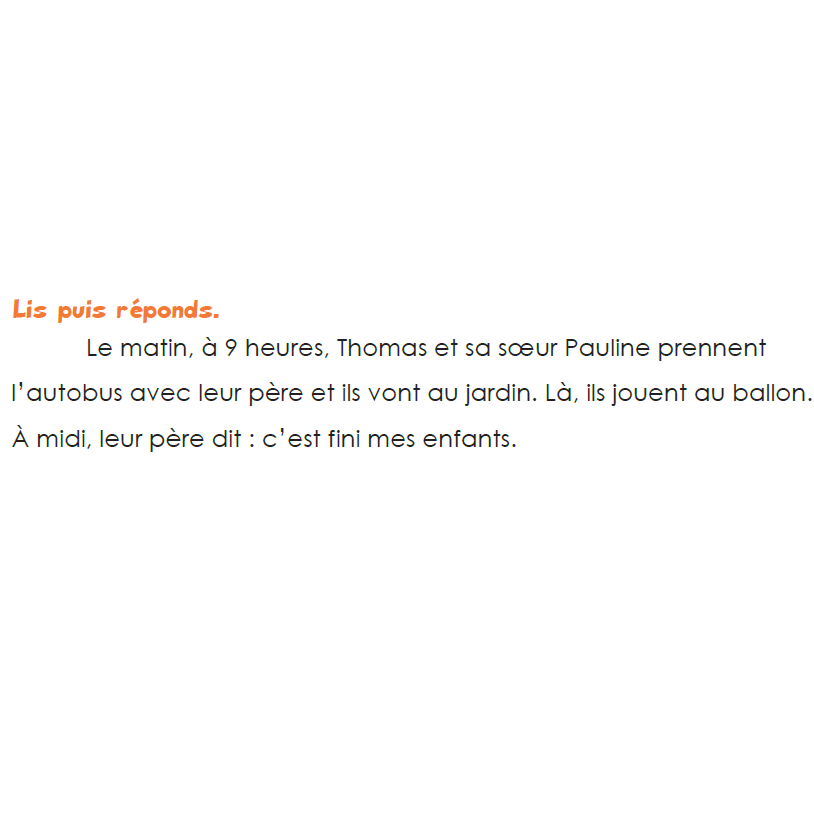 Lis puis réponds.
Le matin, à 9 heures, Thomas et sa sœur Pauline prennent
l’autobus avec leur père et ils vont au jardin. Là, ils jouent au ballon.
À midi, leur père dit : c’est fini mes enfants.